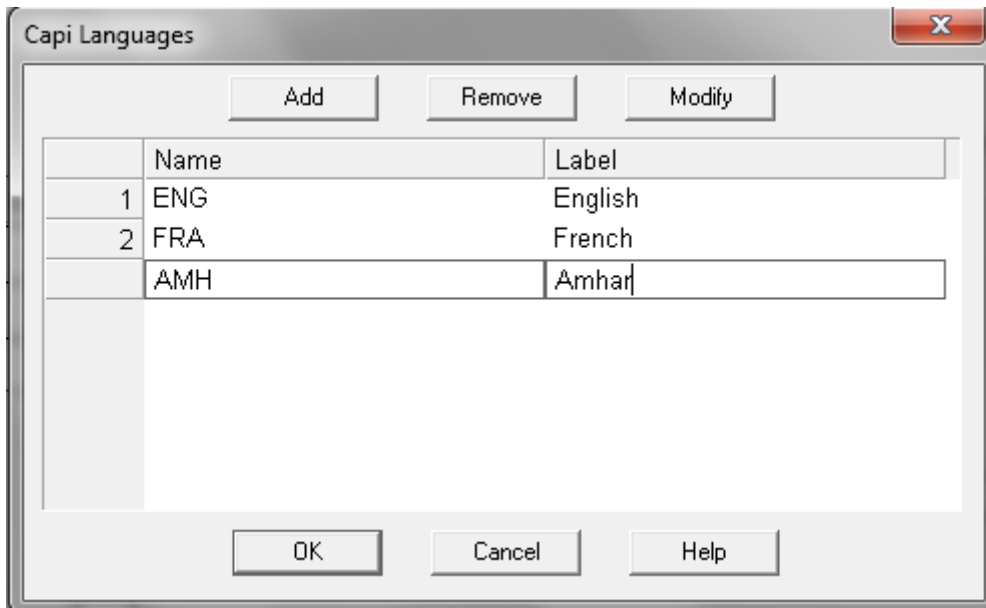 Capi Languages
X
Add Remove Modify
Name Label
1 ENG English
2 FRA French
AMH Amhar
OK Cancel Help